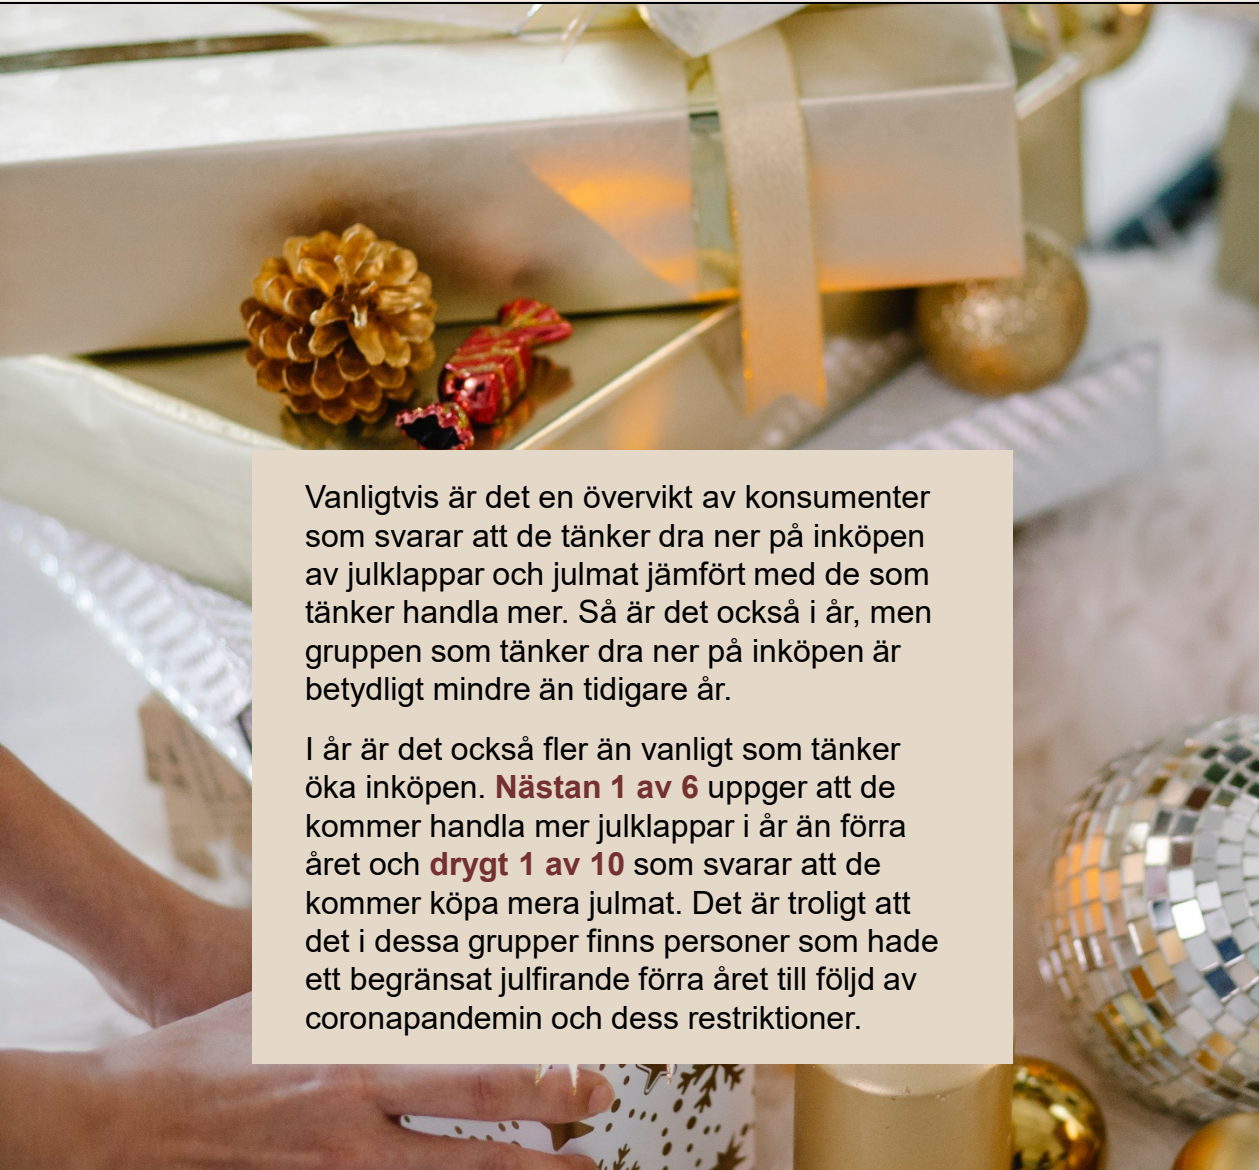 Vanligtvis är det en övervikt av konsumenter
som svarar att de tänker dra ner på inköpen
av julklappar och julmat jämfört med de som
tänker handla mer. Så är det också i år, men
gruppen som tänker dra ner på inköpen är
betydligt mindre än tidigare år.
I år är det också fler än vanligt som tänker
öka inköpen. Nästan 1 av 6 uppger att de
kommer handla mer julklappar i år än förra
året och drygt 1 av 10 som svarar att de
kommer köpa mera julmat. Det är troligt att
det i dessa grupper finns personer som hade
ett begränsat julfirande förra året till följd av
coronapandemin och dess restriktioner.